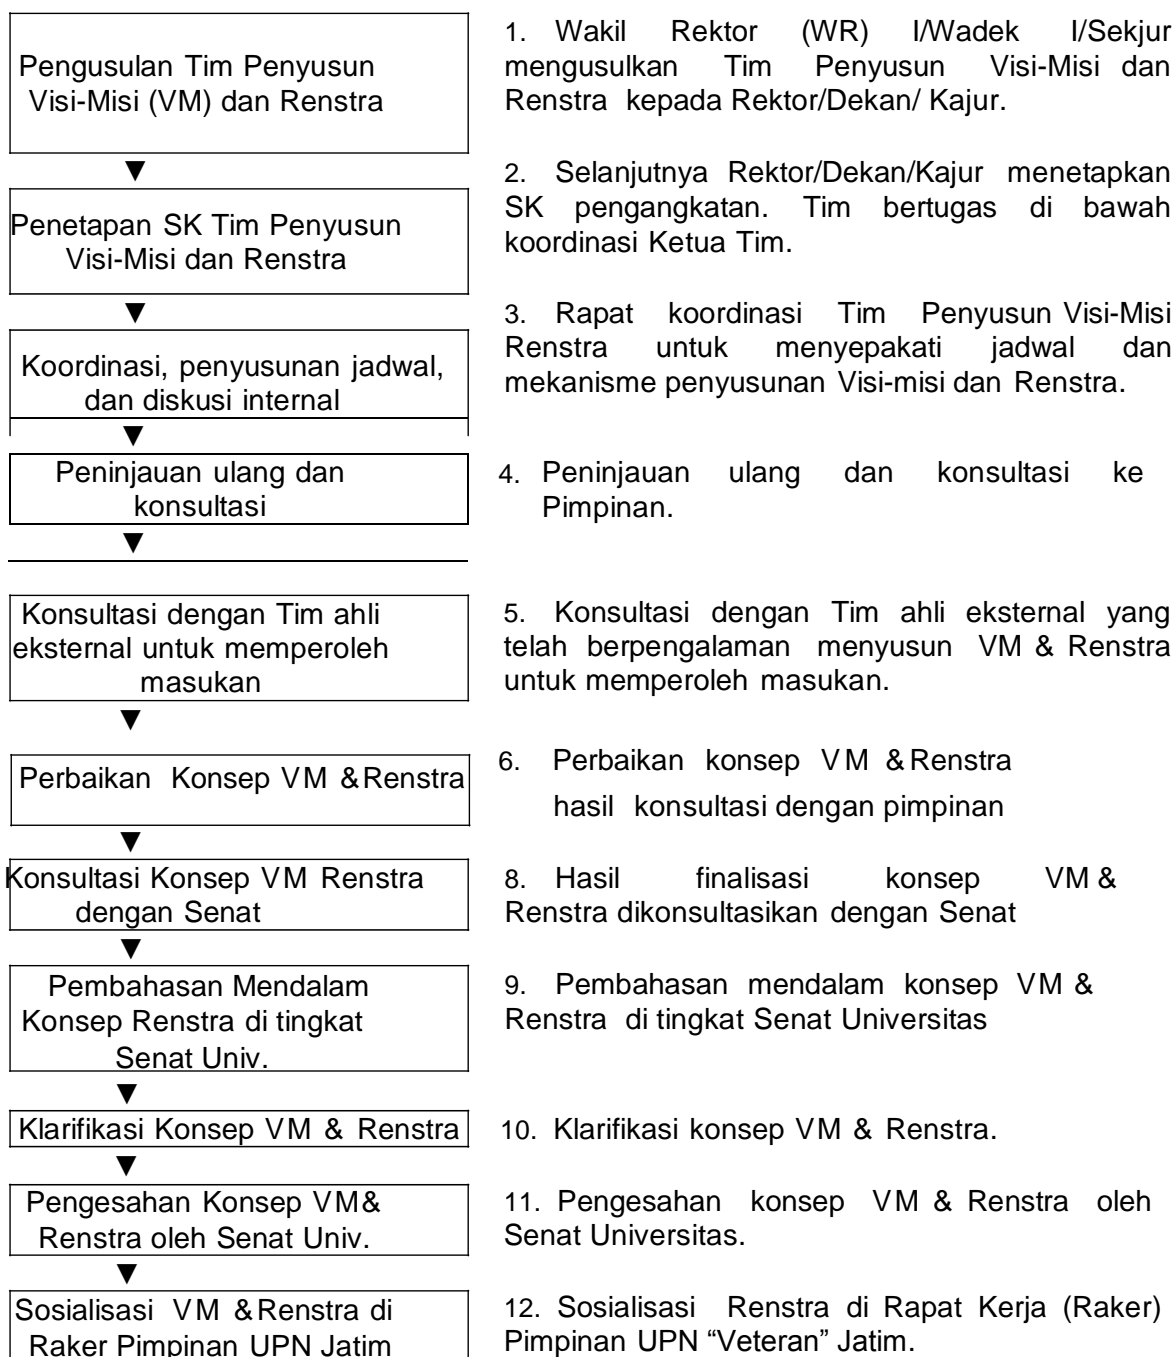 Pengusulan Tim Penyusun
Visi-Misi (VM) dan Renstra
1. Wakil Rektor (WR) I/Wadek I/Sekjur
mengusulkan Tim Penyusun Visi-Misi dan
Renstra kepada Rektor/Dekan/ Kajur.
▼
Penetapan SK Tim Penyusun
Visi-Misi dan Renstra
2. Selanjutnya Rektor/Dekan/Kajur menetapkan
SK pengangkatan. Tim bertugas di bawah
koordinasi Ketua Tim.
▼
Koordinasi, penyusunan jadwal,
dan diskusi internal
3. Rapat koordinasi Tim Penyusun Visi-Misi
Renstra untuk menyepakati jadwal dan
mekanisme penyusunan Visi-misi dan Renstra.
▼
Peninjauan ulang dan
konsultasi
4. Peninjauan ulang dan konsultasi ke
Pimpinan.
▼
Konsultasi dengan Tim ahli
eksternal untuk memperoleh
masukan
5. Konsultasi dengan Tim ahli eksternal yang
telah berpengalaman menyusun VM & Renstra
untuk memperoleh masukan.
▼
Perbaikan Konsep VM &Renstra
6. Perbaikan konsep VM &Renstra
hasil konsultasi dengan pimpinan
▼
Konsultasi Konsep VM Renstra
dengan Senat
8. Hasil finalisasi konsep VM &
Renstra dikonsultasikan dengan Senat
▼
Pembahasan Mendalam
Konsep Renstra di tingkat
Senat Univ.
9. Pembahasan mendalam konsep VM &
Renstra di tingkat Senat Universitas
▼
Klarifikasi Konsep VM & Renstra
10. Klarifikasi konsep VM & Renstra.
▼
Pengesahan Konsep VM&
Renstra oleh Senat Univ.
11. Pengesahan konsep VM & Renstra oleh
Senat Universitas.
▼
Sosialisasi VM &Renstra di
Raker Pimpinan UPN Jatim
12. Sosialisasi Renstra di Rapat Kerja (Raker)
Pimpinan UPN “Veteran” Jatim.